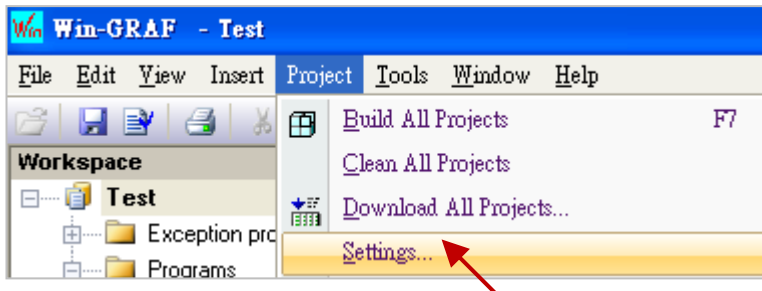 Win Win-GRAF - Test
File Edit View Insert Project Tools Window Help
Build All Projects F7
Workspace
Clean All Projects
Test
Download All Projects...
Exception pro
Settings...
Programs